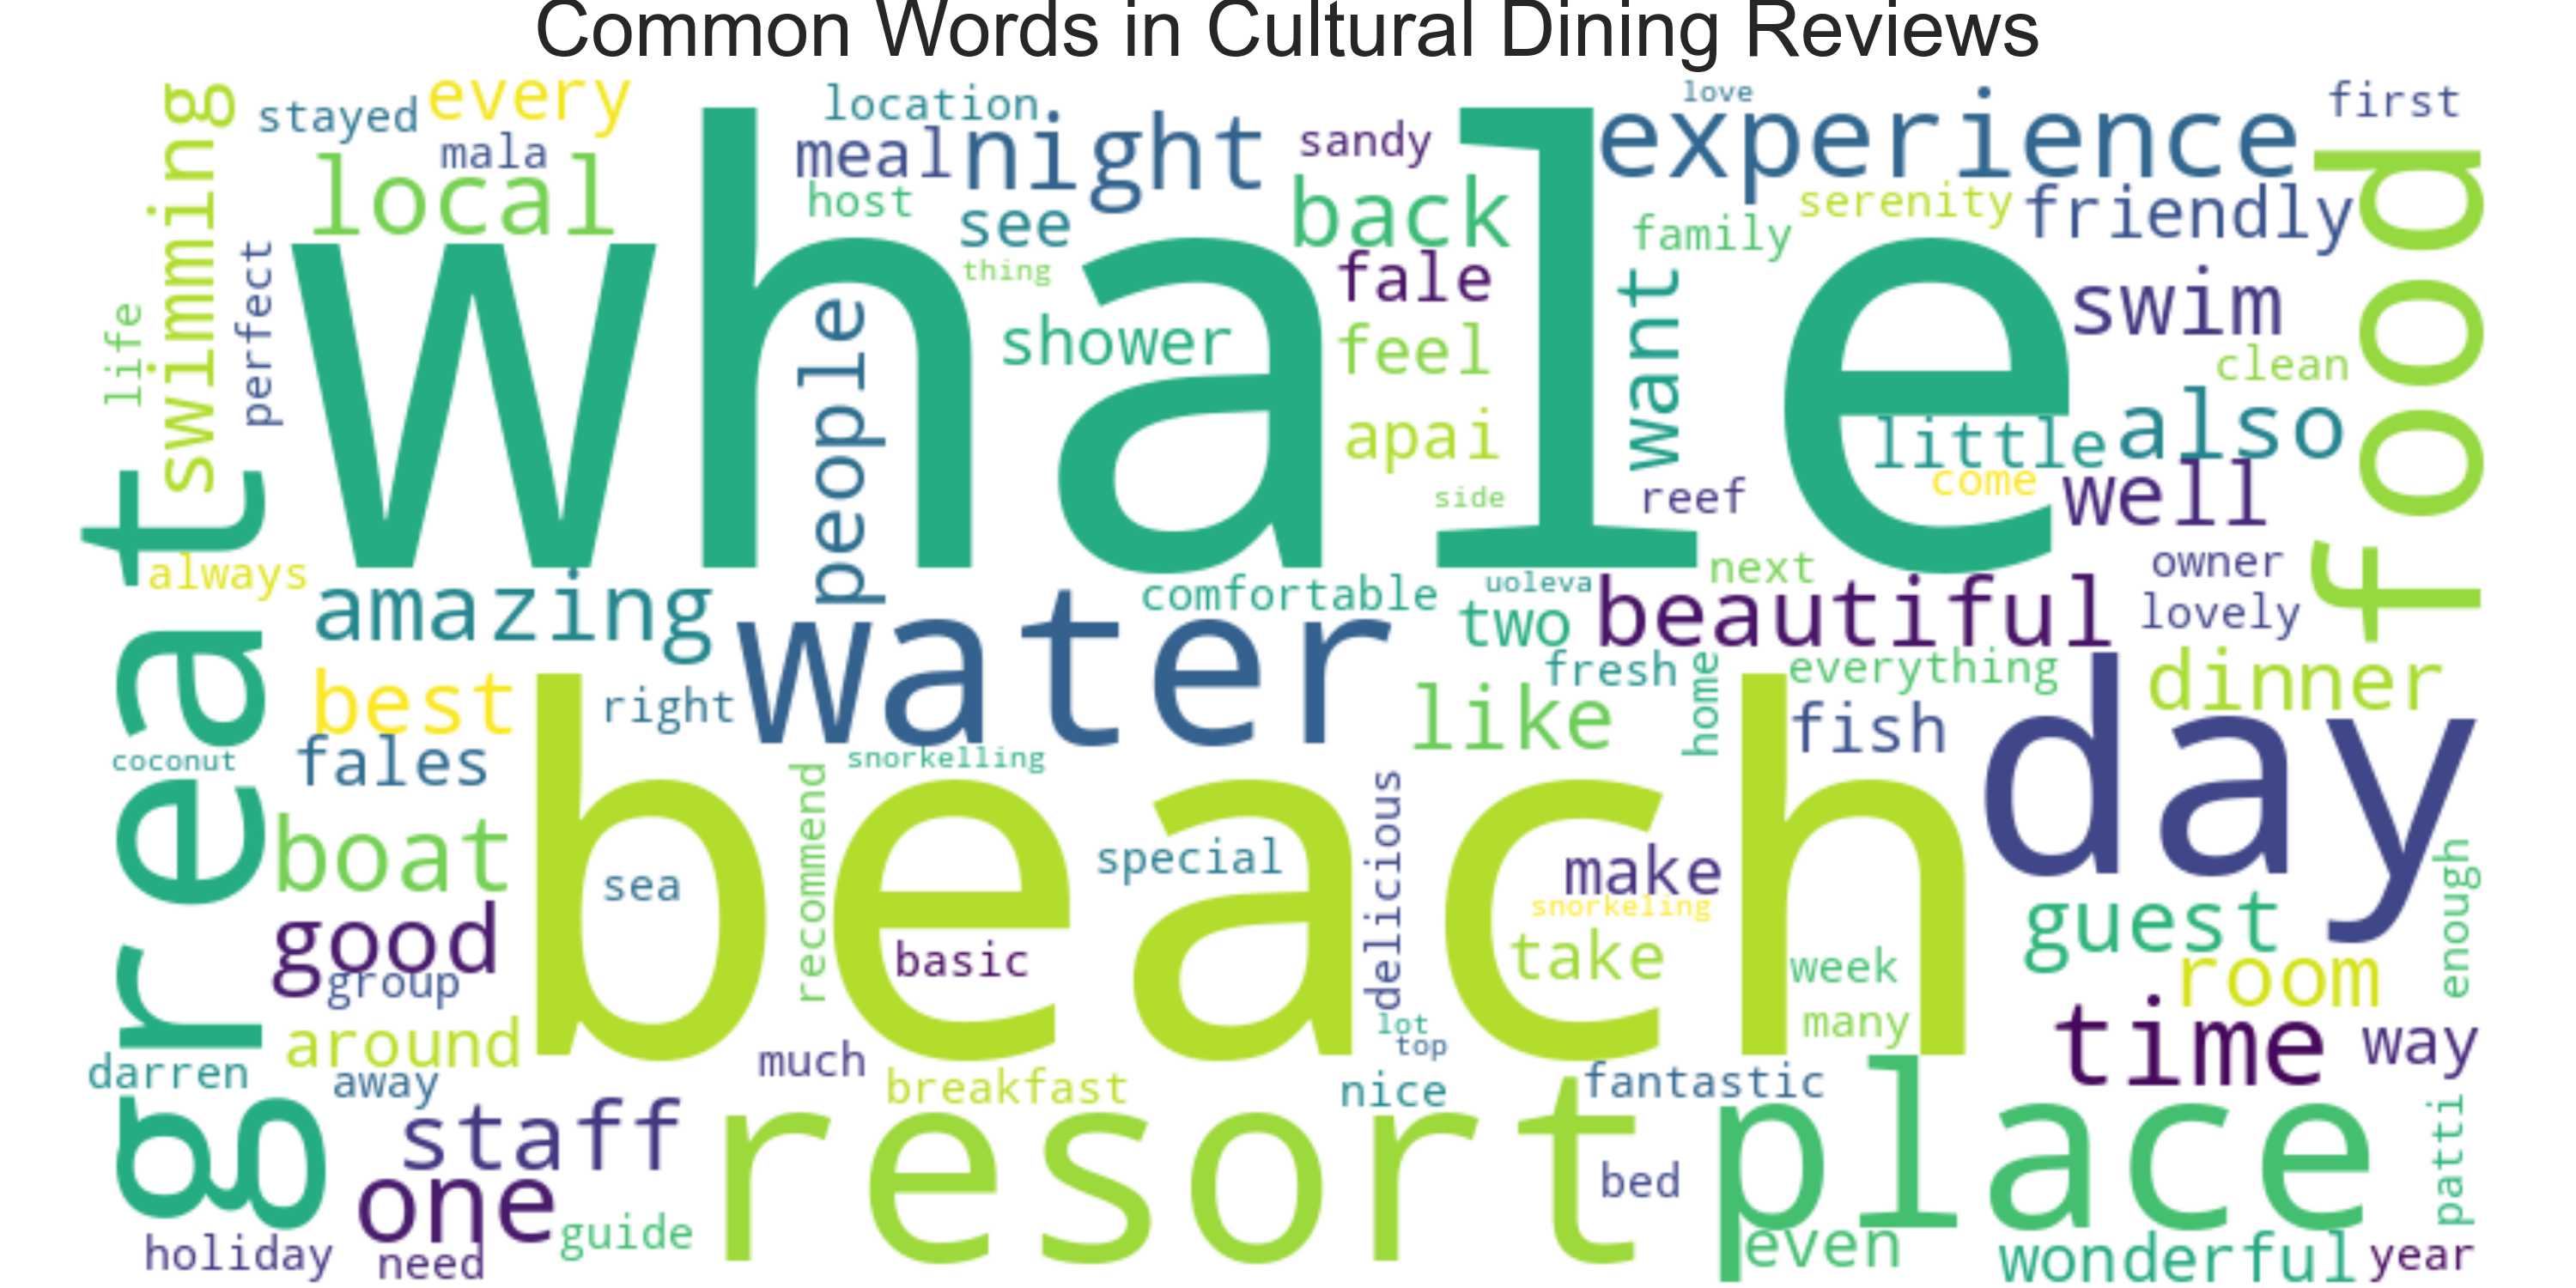 Common Words in Cultural Dining Reviews
stayed
every
location
love
first
swimming
mala
local
meal
night
sandy
experience
host
see
back
family
serenity
friendly
food
perfect
life
whale
thing
fale
want
swim
people
shower
feel
clean
apai
little
also
side
reef
come
well
great
always
amazing
comfortable
uoleva
next
owner
two
beautiful
lovely
water
best
right
fresh
home
everything
dinner
like
fish
day
coconut
fales
snorkelling
recommend
delicious
boat
beach
sea
special
make
snorkeling
enough
good
guest
group
basic
take
week
room
around
many
lot
top
time
way
darren
away
much
breakfast
nice
fantastic
staff
resort
place
patti
one
bed
guide
even
holiday
need
wonderful
year